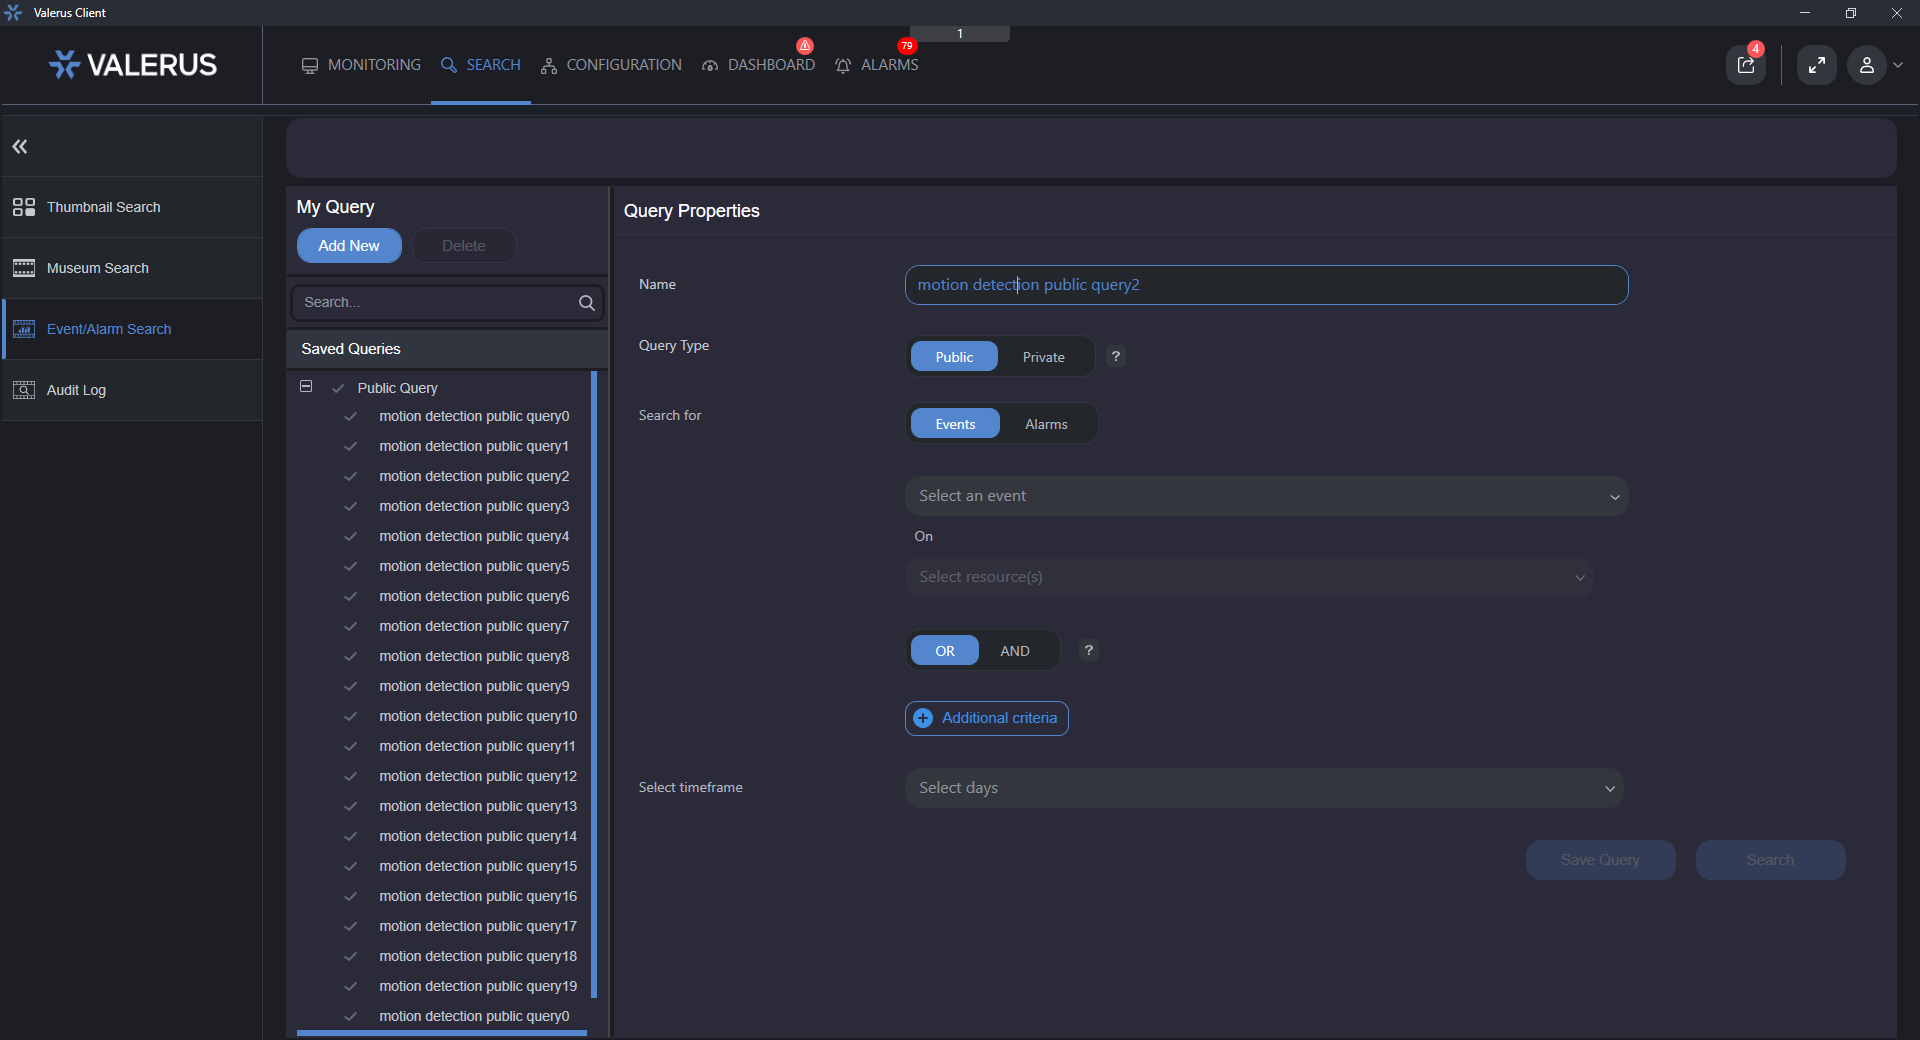 Valerus Client
1
VALERUS
MONITORING
SEARCH
CONFIGURATION
DASHBOARD
ALARMS
79
4
Thumbnail Search
Museum Search
Event/Alarm Search
Audit Log
My Query
Add New
Delete
Search...
Saved Queries
Public Query
motion detection public query0
motion detection public query1
motion detection public query2
motion detection public query3
motion detection public query4
motion detection public query5
motion detection public query6
motion detection public query7
motion detection public query8
motion detection public query9
motion detection public query10
motion detection public query11
motion detection public query12
motion detection public query13
motion detection public query14
motion detection public query15
motion detection public query16
motion detection public query17
motion detection public query18
motion detection public query19
motion detection public query0
Query Properties
Name
motion detection public query2
Query Type
Public
Private
?
Search for
Events
Alarms
Select an event
On
Select resource(s)
OR
AND
?
Additional criteria
Select timeframe
Select days
Save Query
Search